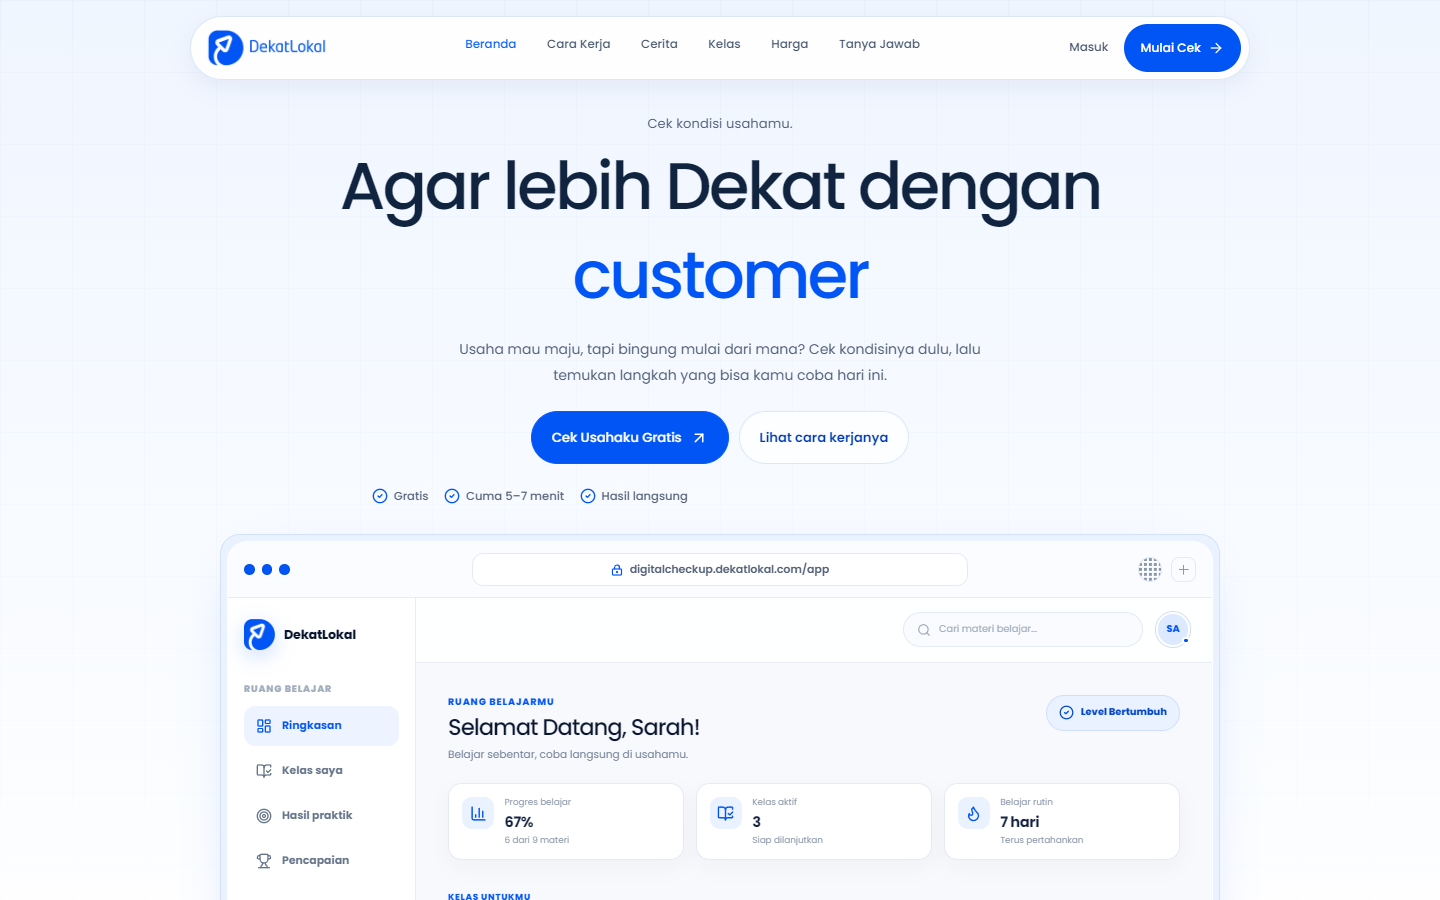 DekatLokal
Beranda
Cara Kerja
Cerita
Kelas
Harga
Tanya Jawab
Masuk
Mulai Cek
Cek kondisi usahamu.
Agar lebih Dekat dengan
customer
Usaha mau maju, tapi bingung mulai dari mana? Cek kondisinya dulu, lalu
temukan langkah yang bisa kamu coba hari ini.
Cek Usahaku Gratis
Lihat cara kerjanya
Gratis
Cuma 5–7 menit
Hasil langsung
digitalcheckup.dekatlokal.com/app
DekatLokal
Cari materi belajar...
SA
RUANG BELAJAR
Ringkasan
Kelas saya
Hasil praktik
Pencapaian
RUANG BELAJARMU
Selamat Datang, Sarah!
Belajar sebentar, coba langsung di usahamu.
Level Bertumbuh
Progres belajar
67%
6 dari 9 materi
Kelas aktif
3
Siap dilanjutkan
Belajar rutin
7 hari
Terus pertahankan
KELAS UNTUKMU